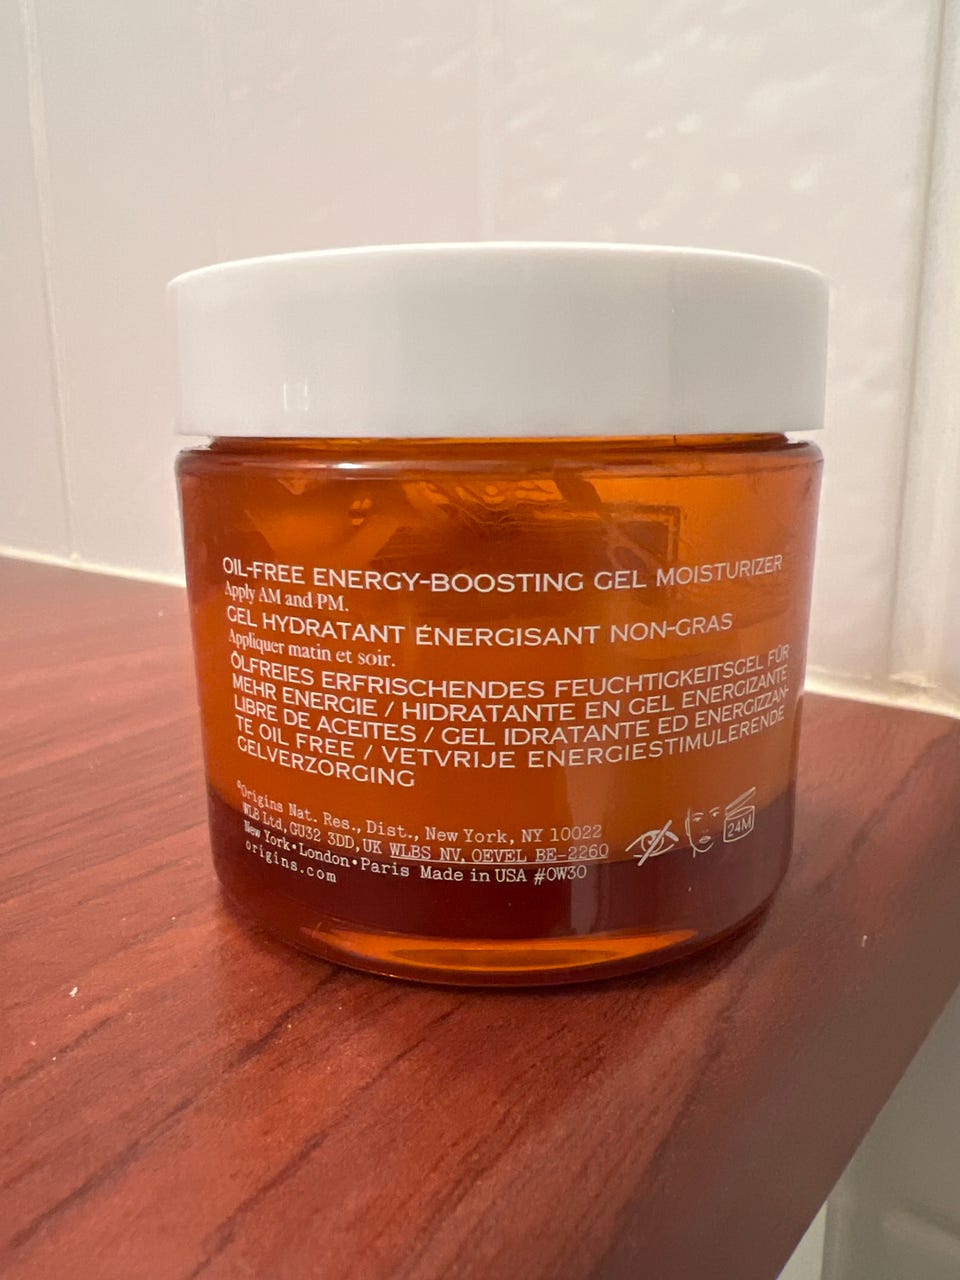 OIL-FREE ENERGY-BOOSTING GEL MOISTURIZER
Apply AM and PM.
GEL HYDRATANT ÉNERGISANT NON-GRAS
Appliquer matin et soir.
ÖLFREIES ERFRISCHENDES FEUCHTIGKEITSGEL FÜR
MEHR ENERGIE / HIDRATANTE EN GEL ENERGIZANTE
LIBRE DE ACEITES / GEL IDRATANTE ED ENERGIZZAN-
TE OIL FREE / VETVRIJE ENERGIESTIMULERENDE
GELVERZORGING
©Origins Nat. Res., Dist., New York, NY 10022
WLB Ltd, GU32 3DD, UK WLBS NV, OEVEL BE-2260
New York•London•Paris Made in USA #0W30
origins.com
24M